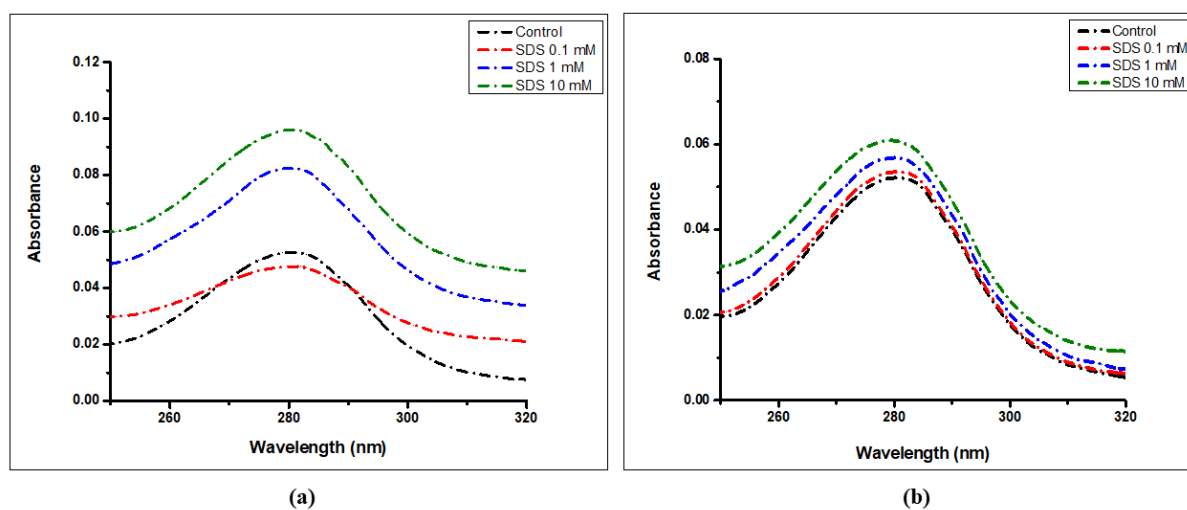 Control
SDS 0.1 mM
SDS 1 mM
SDS 10 mM
0.12
0.10
0.08
0.06
0.04
0.02
0.00
Absorbance
260
280
300
320
Wavelength (nm)
(a)
Control
SDS 0.1 mM
SDS 1 mM
SDS 10 mM
0.08
0.06
0.04
0.02
0.00
Absorbance
260
280
300
320
Wavelength (nm)
(b)